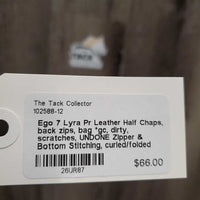 The Tack Collector
102588-12
Ego 7 Lyra Pr Leather Half Chaps,
back zips, bag *gc, dirty,
scratches, UNDONE Zipper &
Bottom Stitching, curled/folded
$66.00
26UR87